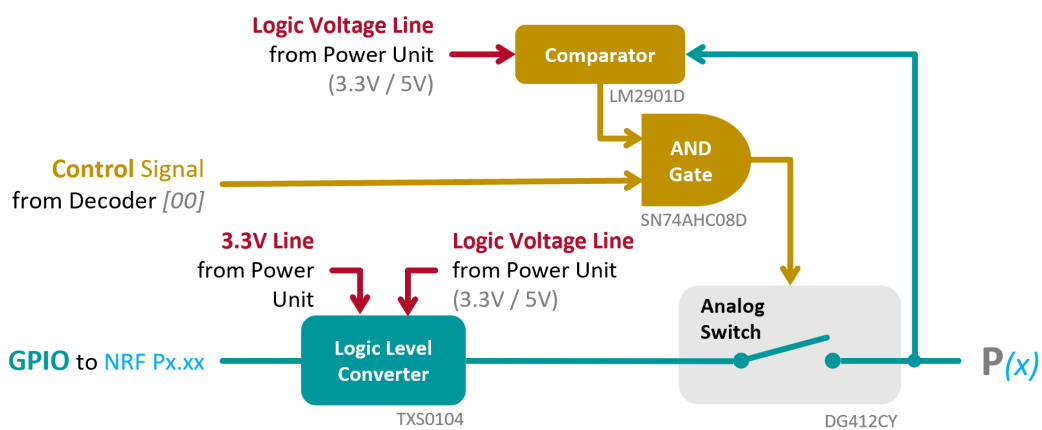 Logic Voltage Line
from Power Unit
(3.3V / 5V)
Comparator
LM2901D
AND
Gate
SN74AHC08D
Control Signal
from Decoder [00]
3.3V Line
from Power
Unit
Logic Voltage Line
from Power Unit
(3.3V / 5V)
Analog
Switch
GPIO to NRF Px.xx
Logic Level
Converter
TXS0104
DG412CY
P(x)